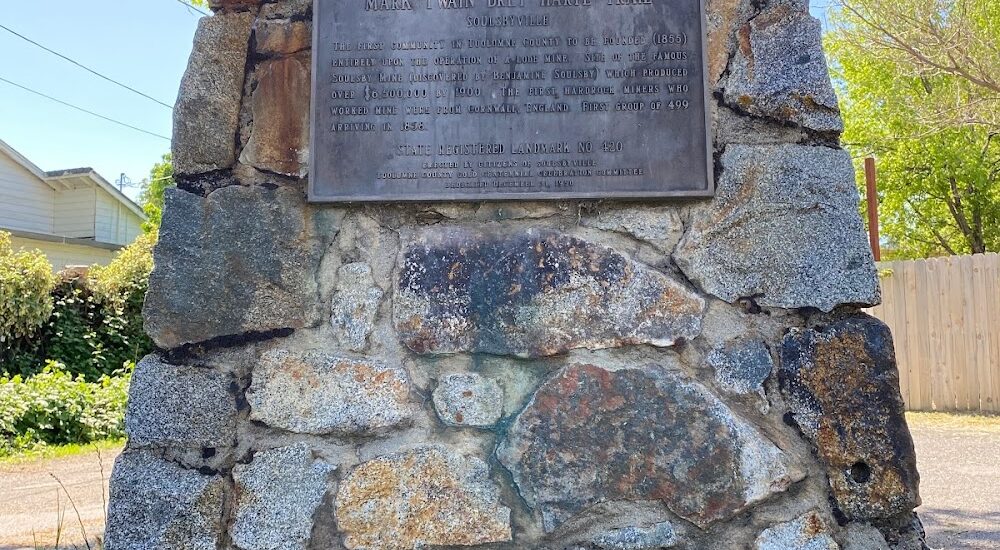 MARK TWAIN BRET HARTE TRAIL
SOULSBYVILLE
THE FIRST COMMUNITY IN TUOLUMNE COUNTY TO BE FOUNDED (1855)
ENTIRELY UPON THE OPERATION OF A LODE MINE. SITE OF THE FAMOUS
SOULSBY MINE (DISCOVERED BY BENJAMINE SOULSBY) WHICH PRODUCED
OVER $6,500,000 BY 1900. THE FIRST HARDROCK MINERS WHO
WORKED MINE WERE FROM CORNWALL, ENGLAND. FIRST GROUP OF 499
ARRIVING IN 1858.
STATE REGISTERED LANDMARK NO. 420
ERECTED BY CITIZENS OF SOULSBYVILLE
TUOLUMNE COUNTY GOLD CENTENNIAL CELEBRATION COMMITTEE
DEDICATED DECEMBER 1950